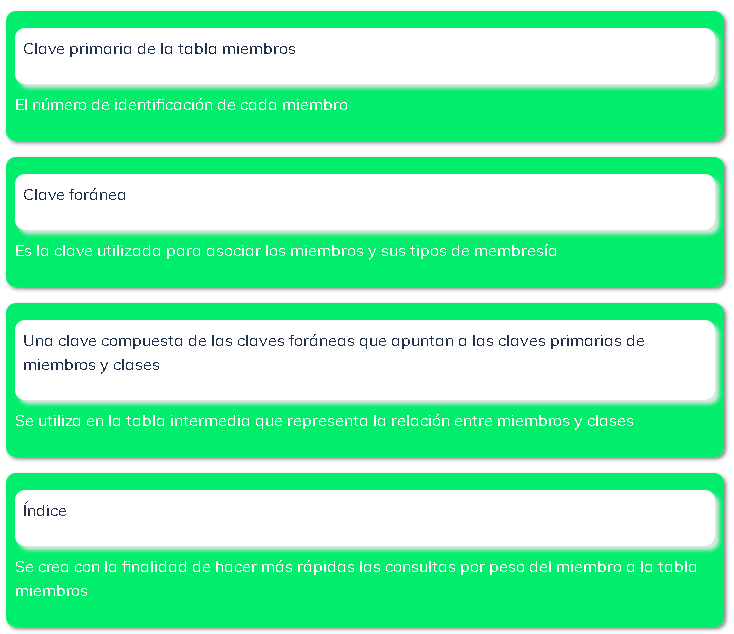 Clave primaria de la tabla miembros
El número de identificación de cada miembro
Clave foránea
Es la clave utilizada para asociar los miembros y sus tipos de membresía
Una clave compuesta de las claves foráneas que apuntan a las claves primarias de
miembros y clases
Se utiliza en la tabla intermedia que representa la relación entre miembros y clases
Índice
Se crea con la finalidad de hacer más rápidas las consultas por peso del miembro a la tabla
miembros